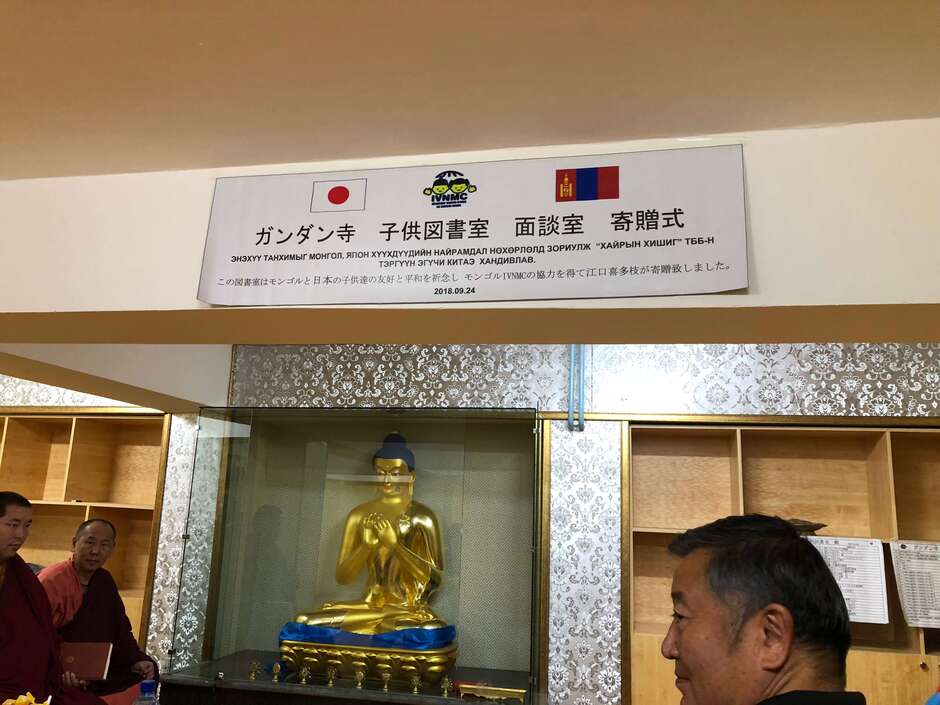 IVNMC
ガンダン寺 子供図書室 面談室 寄贈式
ЭНЭХҮҮ ТАНХИМЫГ МОНГОЛ, ЯПОН ХҮҮХДҮҮДИЙН НАЙРАМДАЛ НӨХӨРЛӨЛД ЗОРИУЛЖ "ХАЙРЫН ХИШИГ" ТББ-Н
ТЭРГҮҮН ЭГҮЧИ КИТАЭ ХАНДИВЛАВ.
この図書室はモンゴルと日本の子供達の友好と平和を祈念し モンゴルIVNMCの協力を得て江口喜多枝が寄贈致しました。
2018.09.24